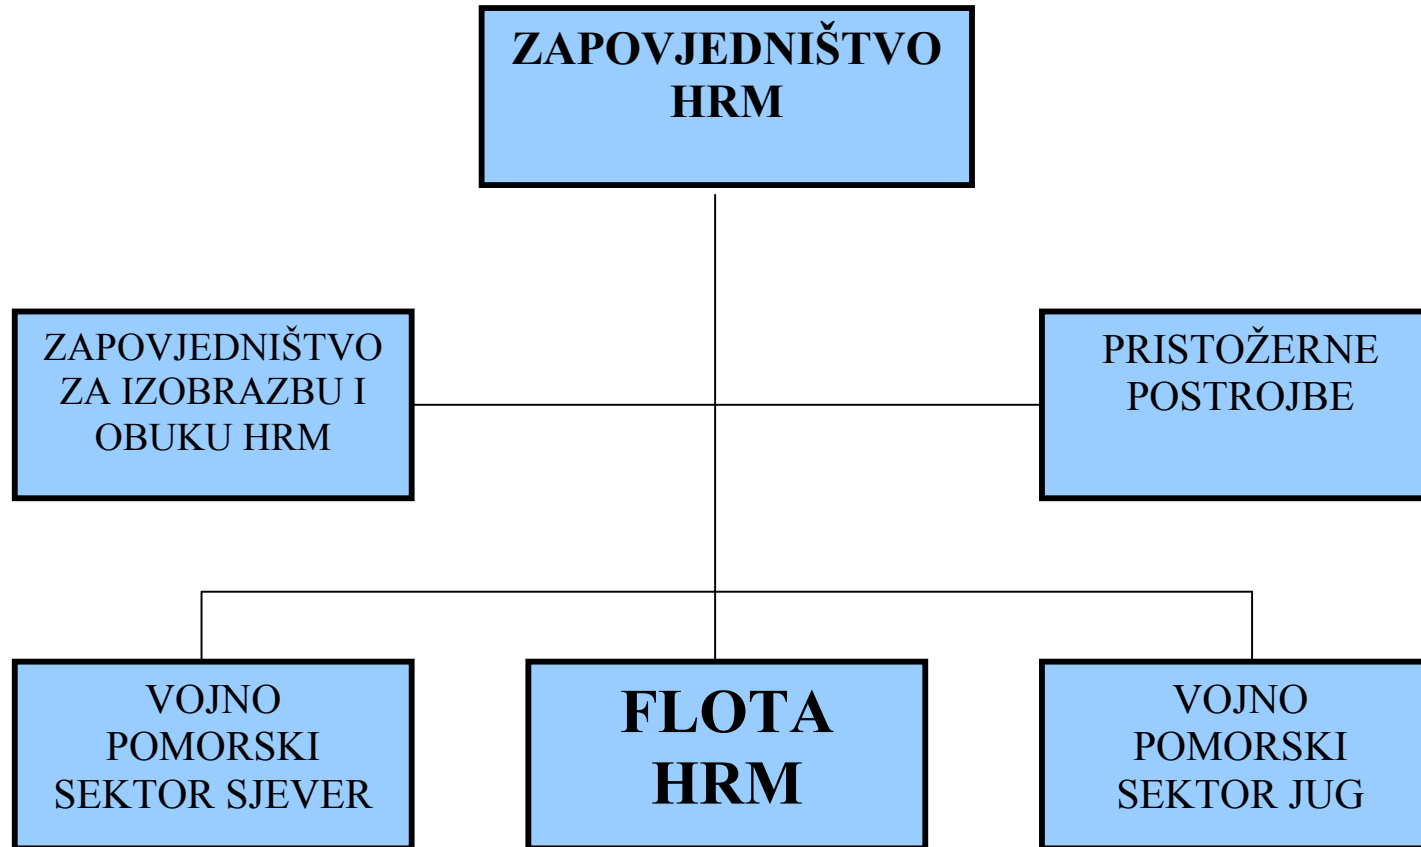 ZAPOVJEDNIŠTVO
HRM
ZAPOVJEDNIŠTVO
ZA IZOBRAZBU I
OBUKU HRM
PRISTOŽERNE
POSTROJBE
VOJNO
POMORSKI
SEKTOR SJEVER
FLOTA
HRM
VOJNO
POMORSKI
SEKTOR JUG